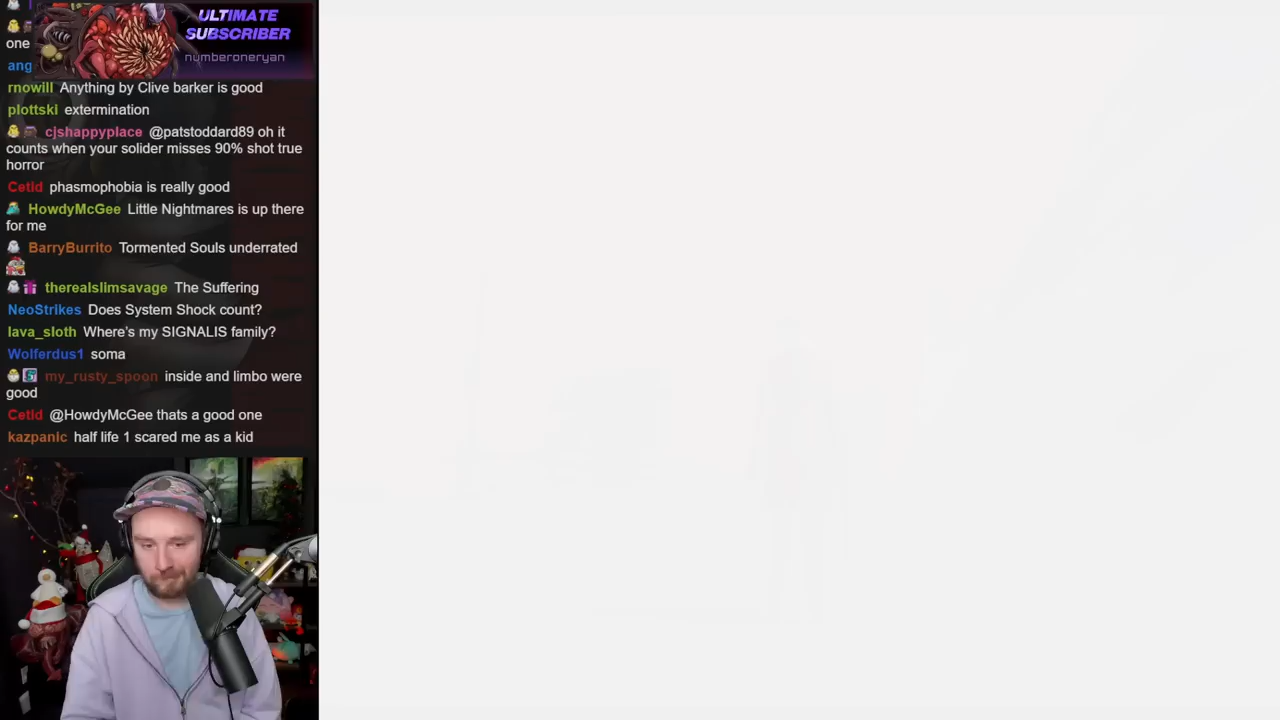 ULTIMATE
SUBSCRIBER
numberoneryan
one
ang
rnowill Anything by Clive barker is good
plottski extermination
cjshappyplace @patstoddard89 oh it
counts when your solider misses 90% shot true
horror
Cetld phasmophobia is really good
HowdyMcGee Little Nightmares is up there
for me
BarryBurrito Tormented Souls underrated
therealslimsavage The Suffering
NeoStrikes Does System Shock count?
lava_sloth Where's my SIGNALIS family?
Wolferdus1 soma
my_rusty_spoon inside and limbo were
good
Cetld @HowdyMcGee thats a good one
kazpanic half life 1 scared me as a kid